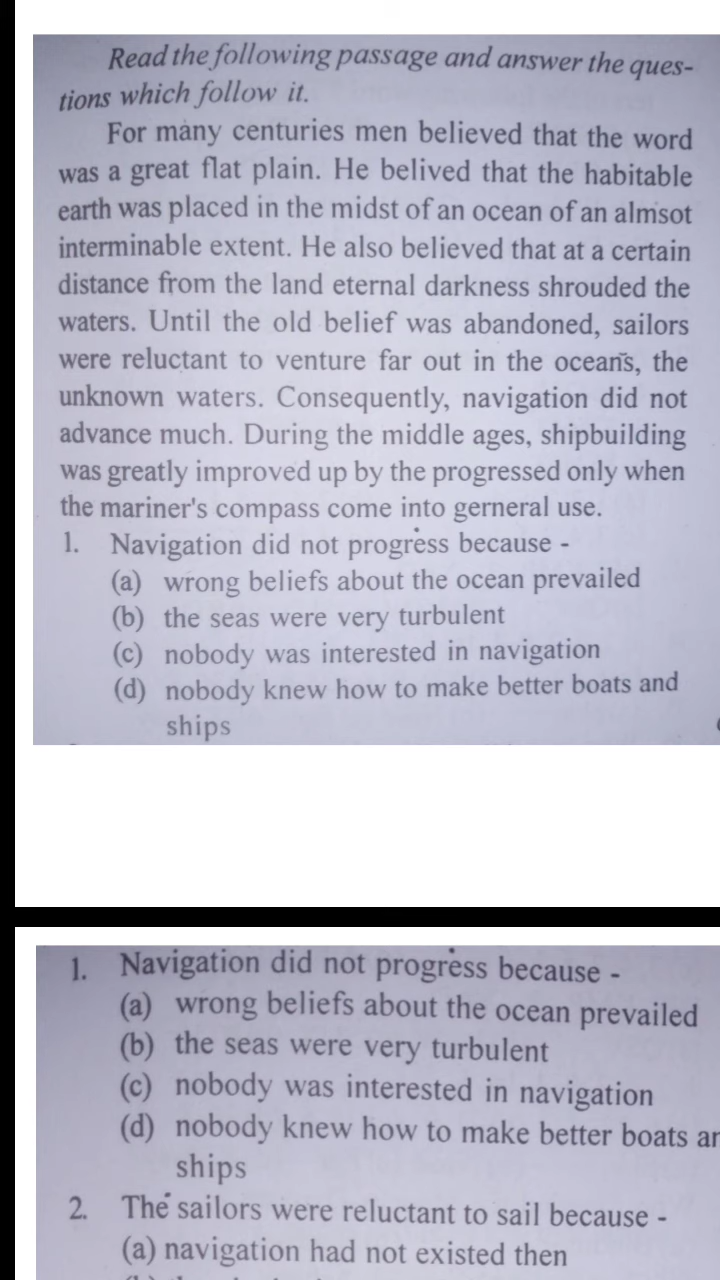 Read the following passage and answer the ques-
tions which follow it.
For many centuries men believed that the word
was a great flat plain. He belived that the habitable
earth was placed in the midst of an ocean of an almsot
interminable extent. He also believed that at a certain
distance from the land eternal darkness shrouded the
waters. Until the old belief was abandoned, sailors
were reluctant to venture far out in the oceans, the
unknown waters. Consequently, navigation did not
advance much. During the middle ages, shipbuilding
was greatly improved up by the progressed only when
the mariner's compass come into gerneral use.
1. Navigation did not progress because -
(a) wrong beliefs about the ocean prevailed
(b) the seas were very turbulent
(c) nobody was interested in navigation
(d) nobody knew how to make better boats and
ships
1. Navigation did not progress because -
(a) wrong beliefs about the ocean prevailed
(b) the seas were very turbulent
(c) nobody was interested in navigation
(d) nobody knew how to make better boats
ships
2. The sailors were reluctant to sail because -
(a) navigation had not existed then